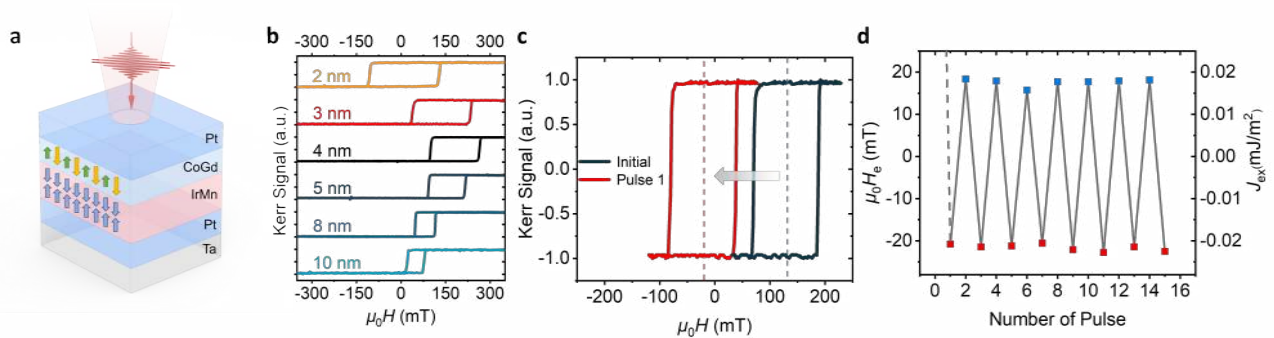 a
Pt
CoGd
IrMn
Pt
Ta
b
-300 -150 0 150 300
2 nm
3 nm
4 nm
5 nm
8 nm
10 nm
Kerr Signal (a.u.)
-300 -150 0 150 300
μ₀H (mT)
c
1.0
0.5
0.0
-0.5
-1.0
Kerr Signal (a.u.)
Initial
Pulse 1
-200 -100 0 100 200
μ₀H (mT)
d
20
10
0
-10
-20
μ₀Hₑ (mT)
0.02
0.01
0.00
-0.01
-0.02
Jex(mJ/m²)
0 2 4 6 8 10 12 14 16
Number of Pulse